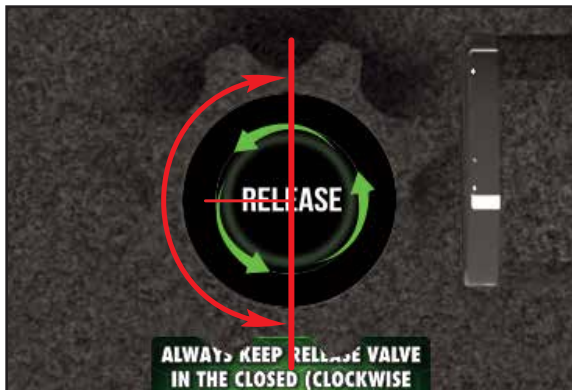 RELEASE
ALWAYS KEEP RELEASE VALVE
IN THE CLOSED (CLOCKWISE